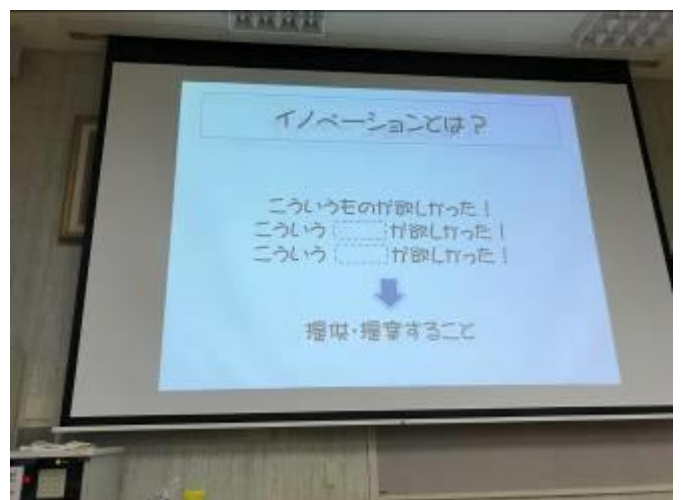 イノベーションとは？
こういうものが欲しかった！
こういう が欲しかった！
こういう が欲しかった！
提供・提案すること